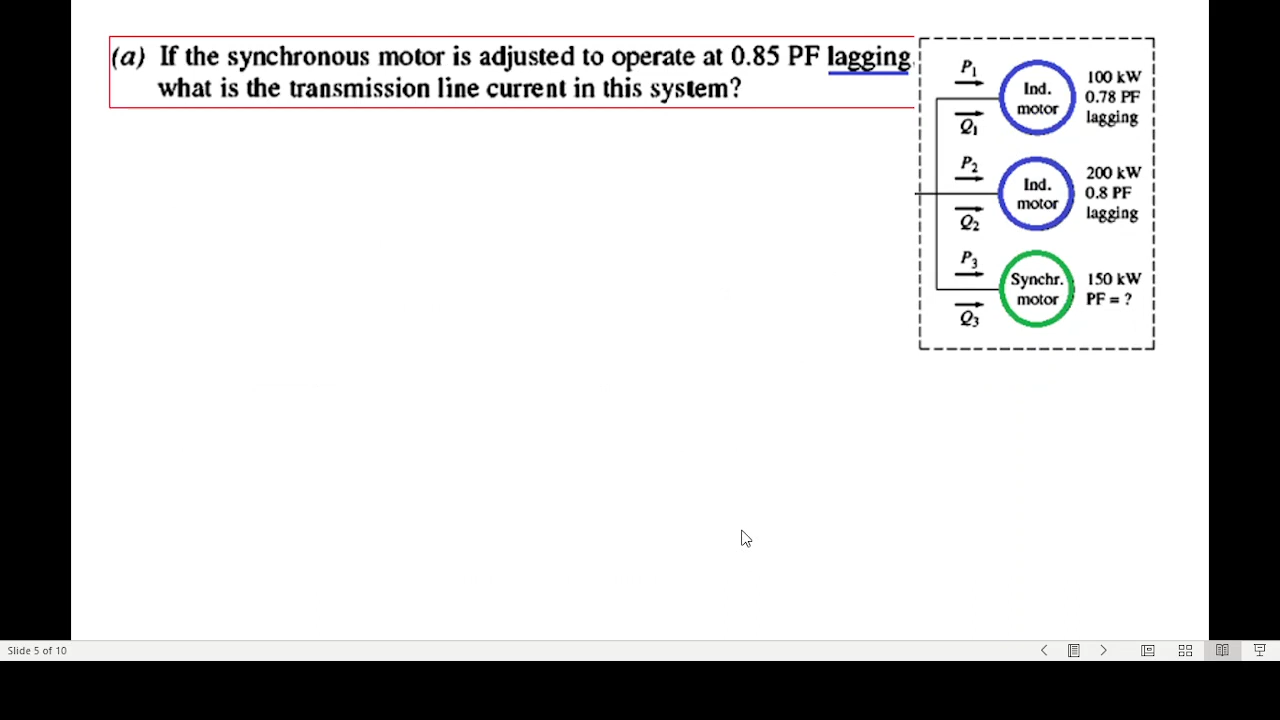 (a) If the synchronous motor is adjusted to operate at 0.85 PF lagging,
what is the transmission line current in this system?
P1
Q1
Ind.
motor
100 kW
0.78 PF
lagging
P2
Q2
Ind.
motor
200 kW
0.8 PF
lagging
P3
Q3
Synchr.
motor
150 kW
PF = ?
Slide 5 of 10